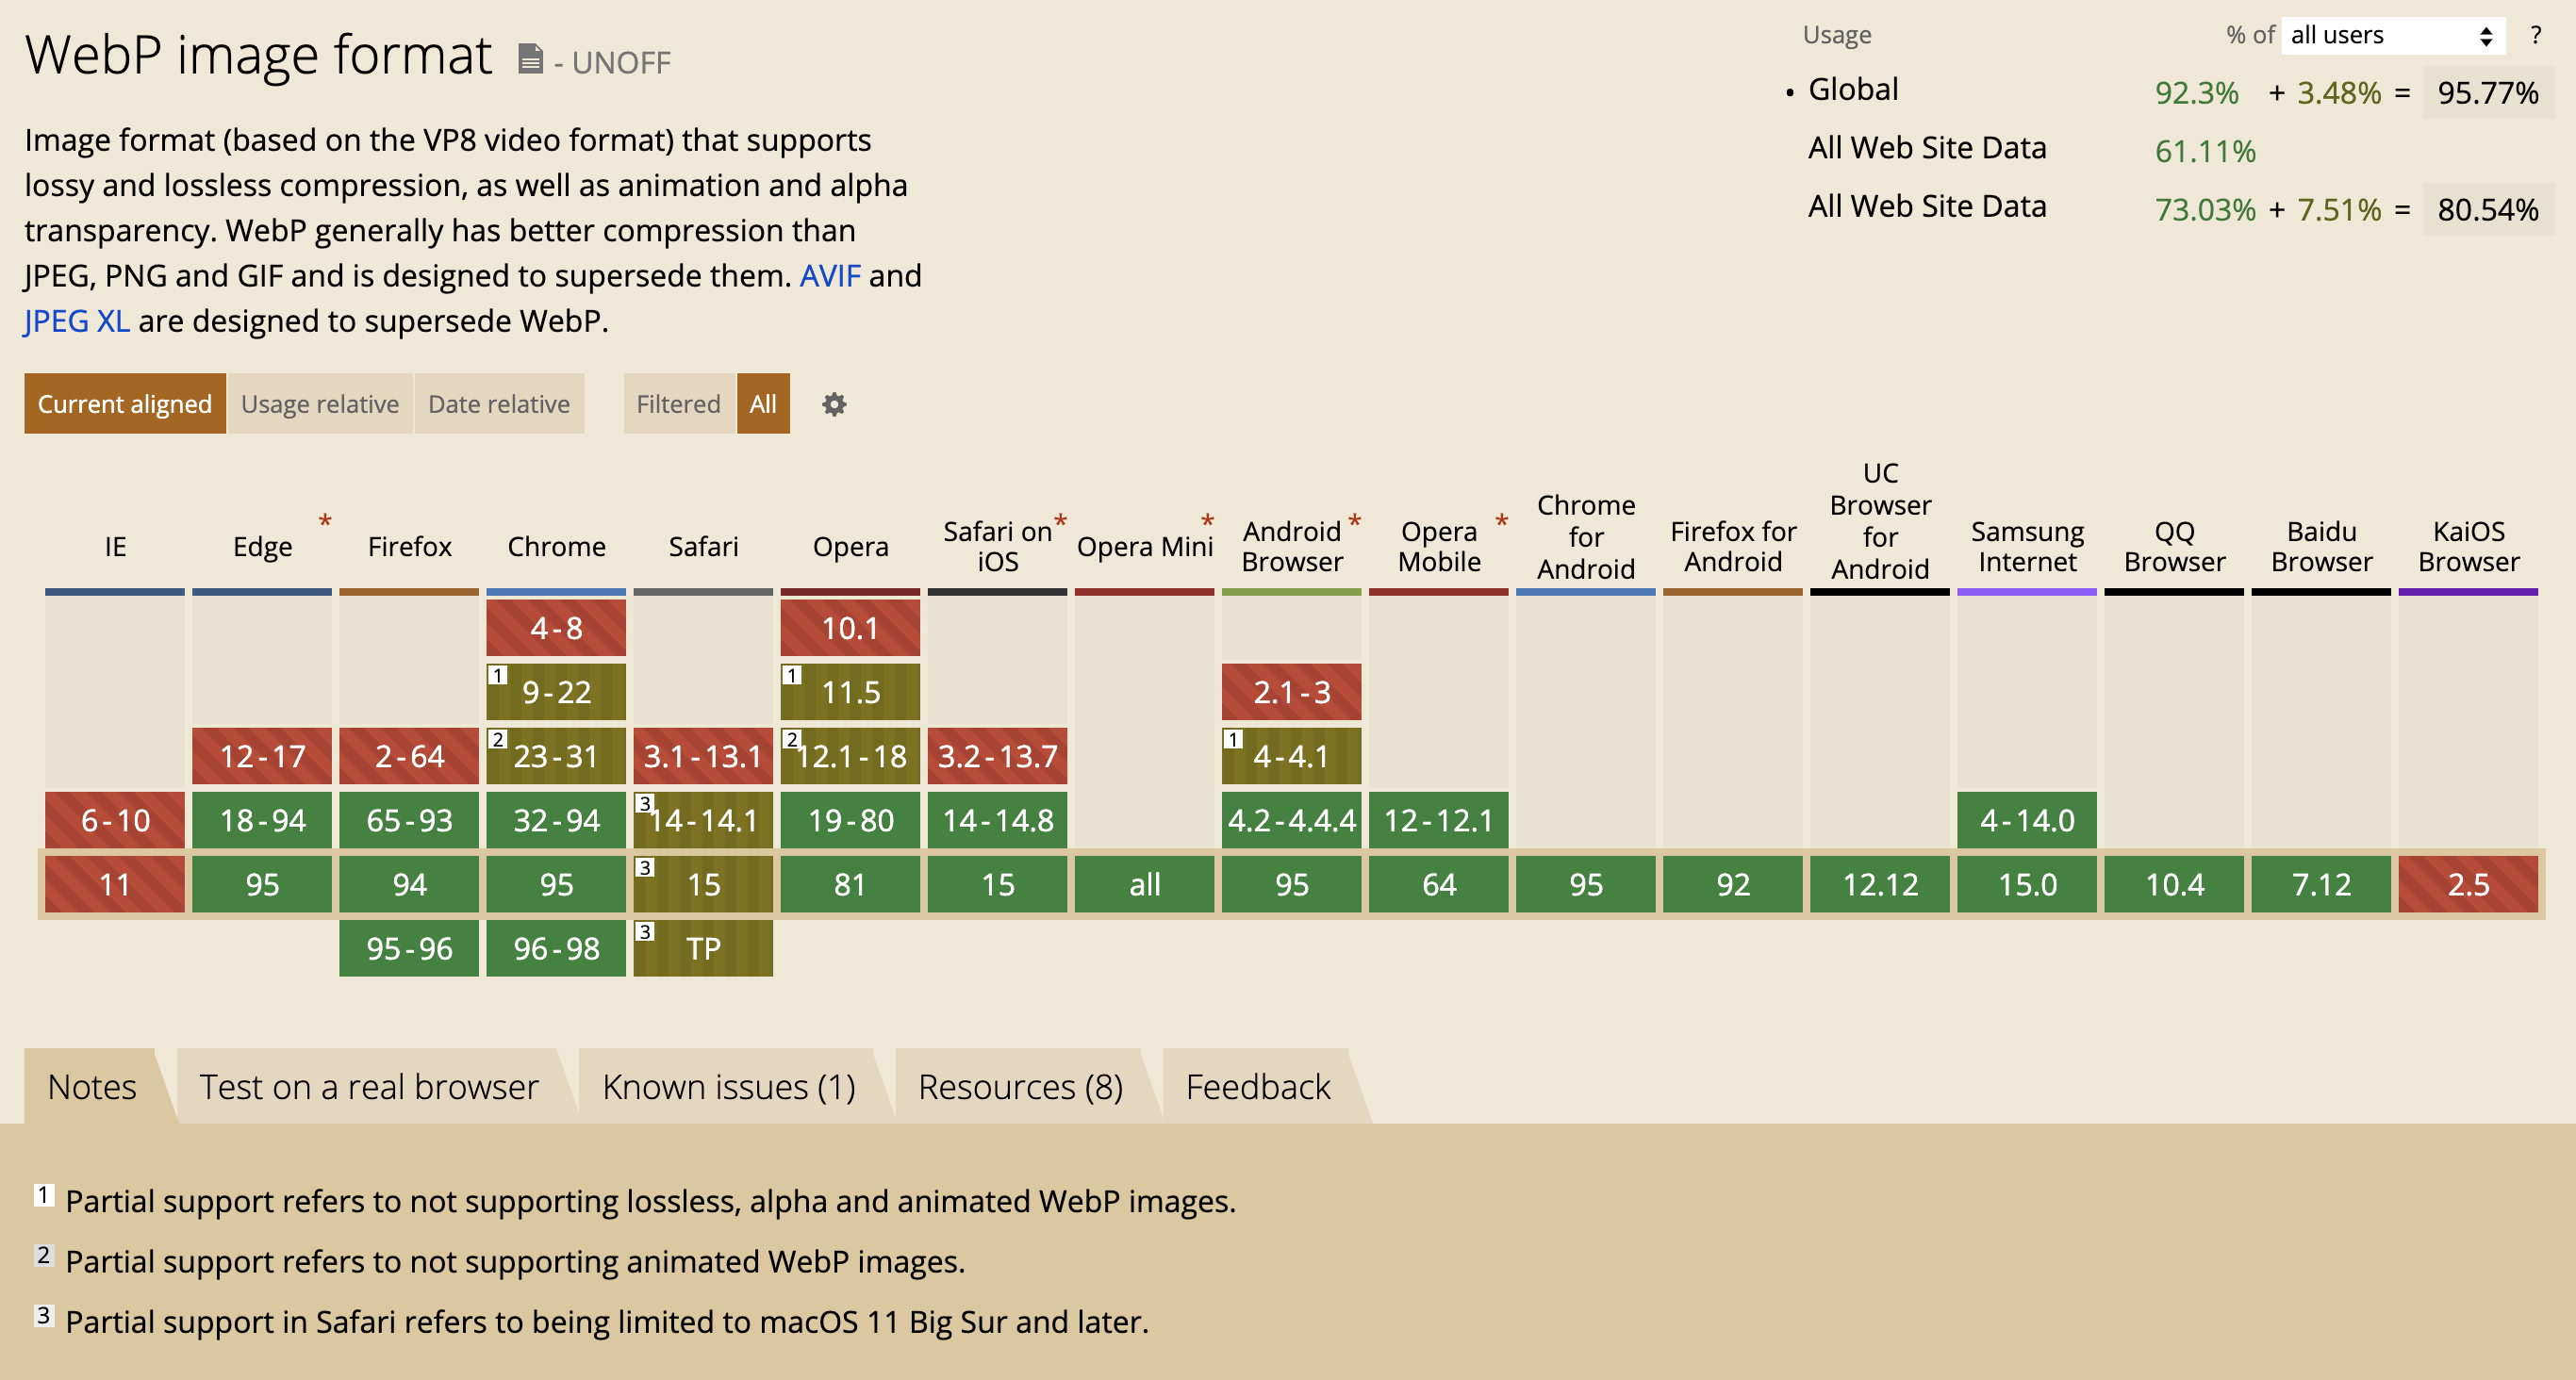 WebP image format - UNOFF
Usage % of all users ?
• Global 92.3% + 3.48% = 95.77%
All Web Site Data 61.11%
All Web Site Data 73.03% + 7.51% = 80.54%
Image format (based on the VP8 video format) that supports
lossy and lossless compression, as well as animation and alpha
transparency. WebP generally has better compression than
JPEG, PNG and GIF and is designed to supersede them. AVIF and
JPEG XL are designed to supersede WebP.
Current aligned Usage relative Date relative Filtered All
IE
Edge *
Firefox
Chrome
Safari
Opera
Safari on *
iOS
Opera Mini *
Android *
Browser
Opera *
Mobile
Chrome
for
Android
Firefox for
Android
UC
Browser
for
Android
Samsung
Internet
QQ
Browser
Baidu
Browser
KaiOS
Browser
4-8 10.1
1 9-22 1 11.5 2.1-3
12-17 2-64 2 23-31 3.1-13.1 2 12.1-18 3.2-13.7 1 4-4.1
6-10 18-94 65-93 32-94 3 14-14.1 19-80 14-14.8 4.2-4.4.4 12-12.1 4-14.0
11 95 94 95 3 15 81 15 all 95 64 95 92 12.12 15.0 10.4 7.12 2.5
95-96 96-98 3 TP
Notes Test on a real browser Known issues (1) Resources (8) Feedback
1 Partial support refers to not supporting lossless, alpha and animated WebP images.
2 Partial support refers to not supporting animated WebP images.
3 Partial support in Safari refers to being limited to macOS 11 Big Sur and later.